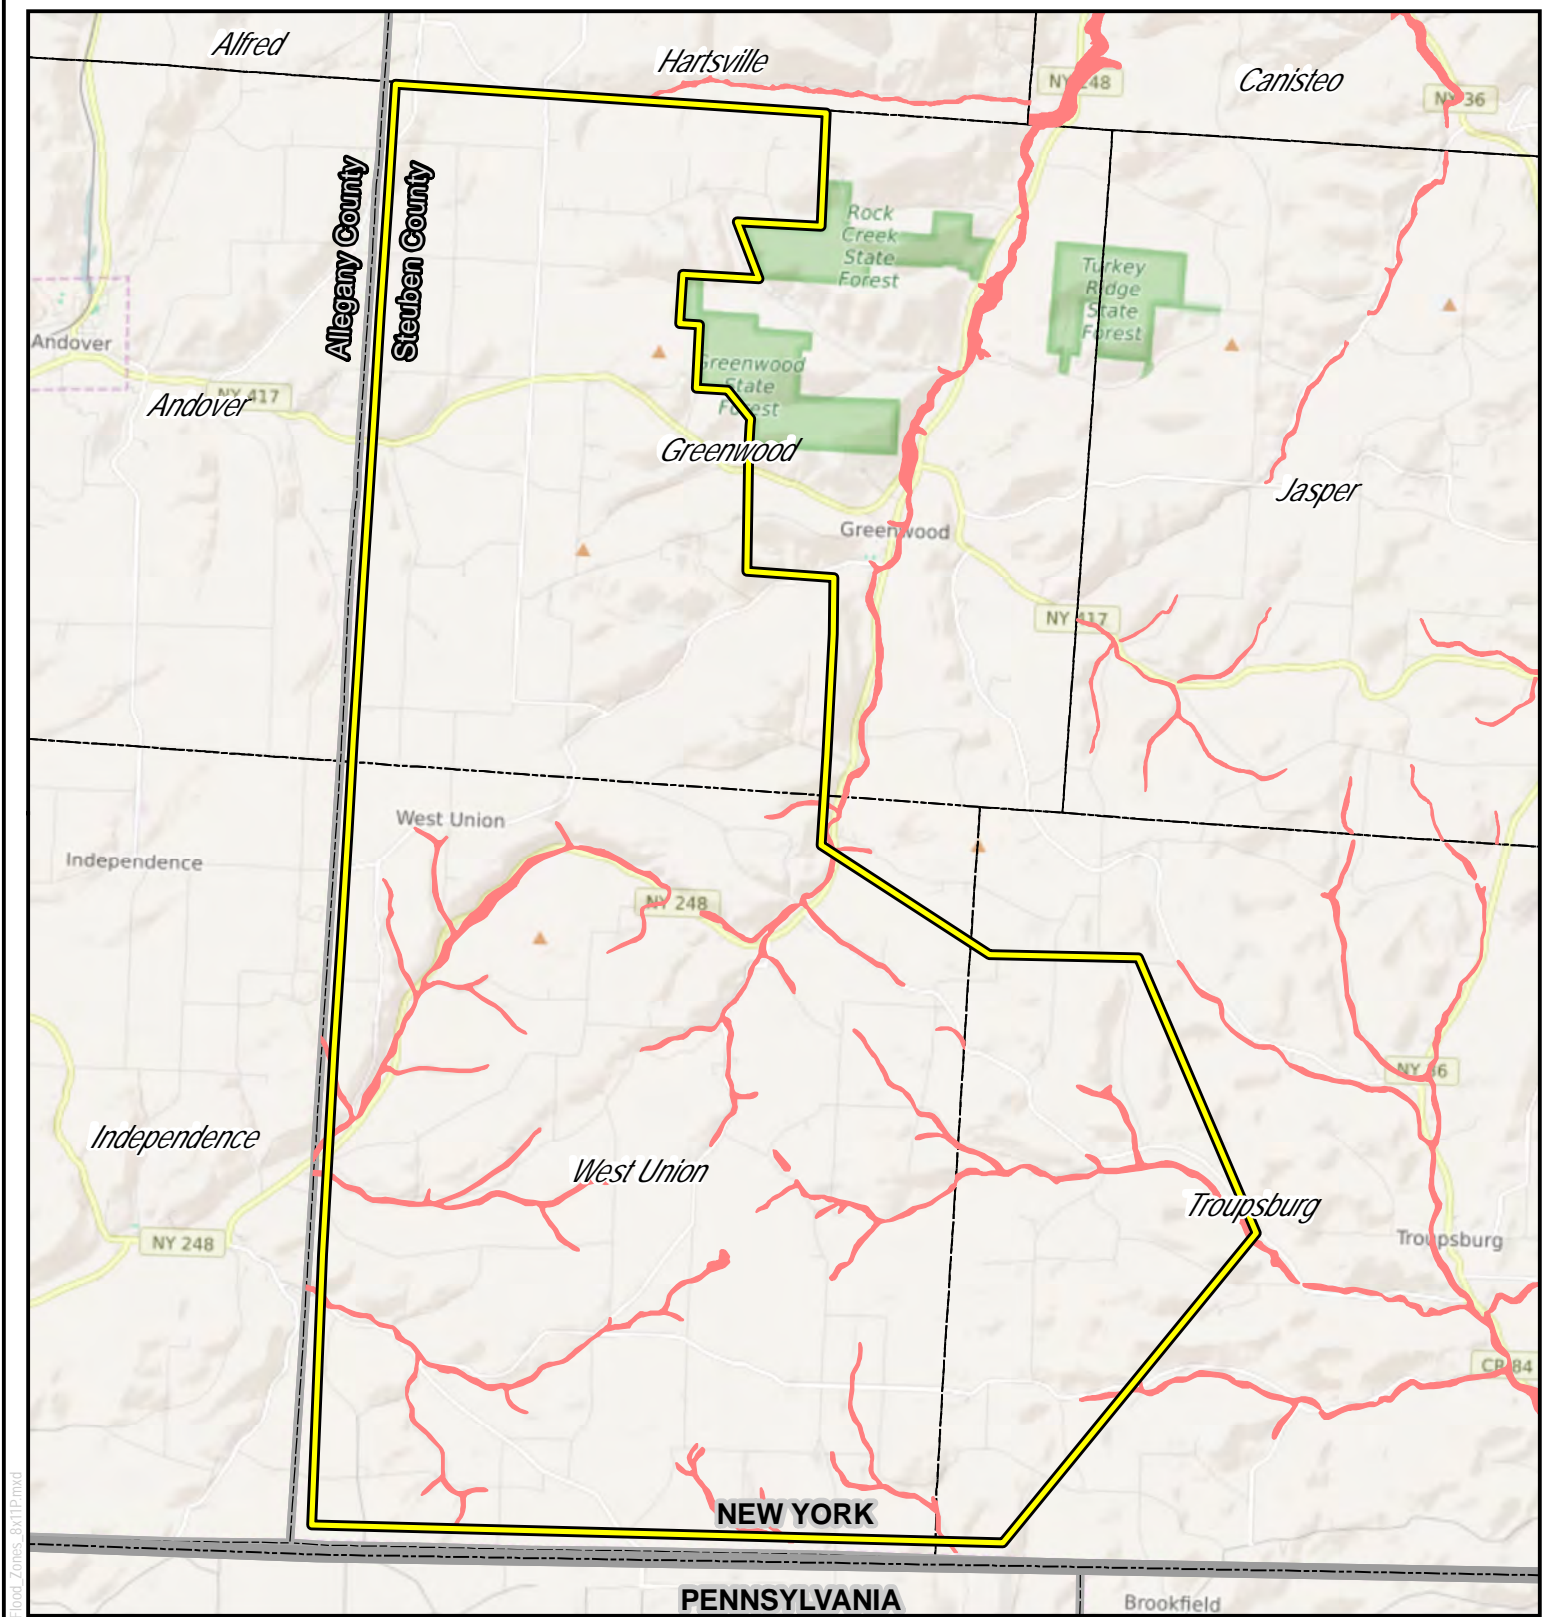 Alfred
Hartsville
Canisteo
NY 248
NY 36
Allegany County
Steuben County
Rock
Creek
State
Forest
Turkey
Ridge
State
Forest
Andover
Greenwood
State
Forest
NY 417
Andover
Greenwood
Jasper
Greenwood
NY 417
West Union
Independence
NY 248
NY 36
Independence
West Union
Troupsburg
NY 248
Troupsburg
CR 84
NEW YORK
PENNSYLVANIA
Brookfield
Flood_Zones_8x11P.mxd